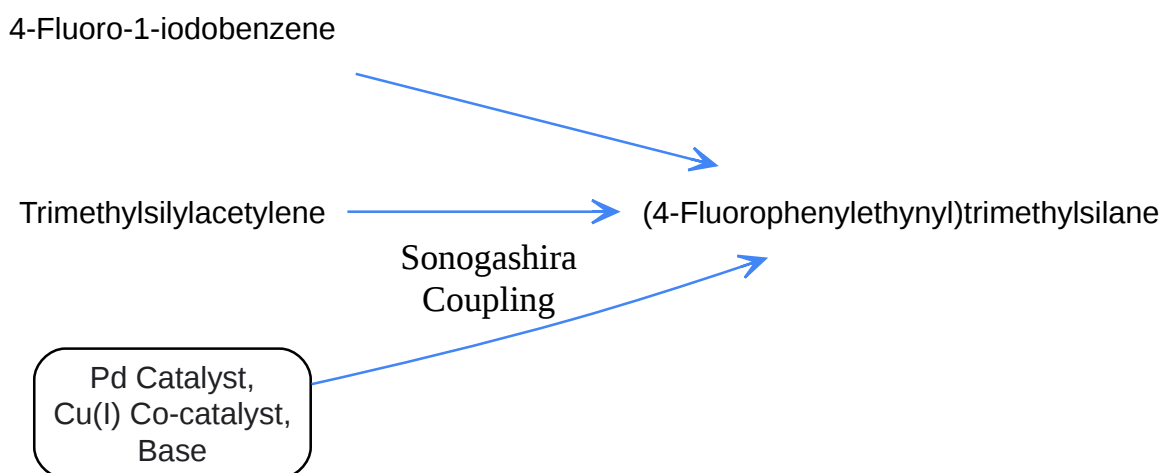 4-Fluoro-1-iodobenzene
Trimethylsilylacetylene
(4-Fluorophenylethynyl)trimethylsilane
Sonogashira
Coupling
Pd Catalyst,
Cu(I) Co-catalyst,
Base